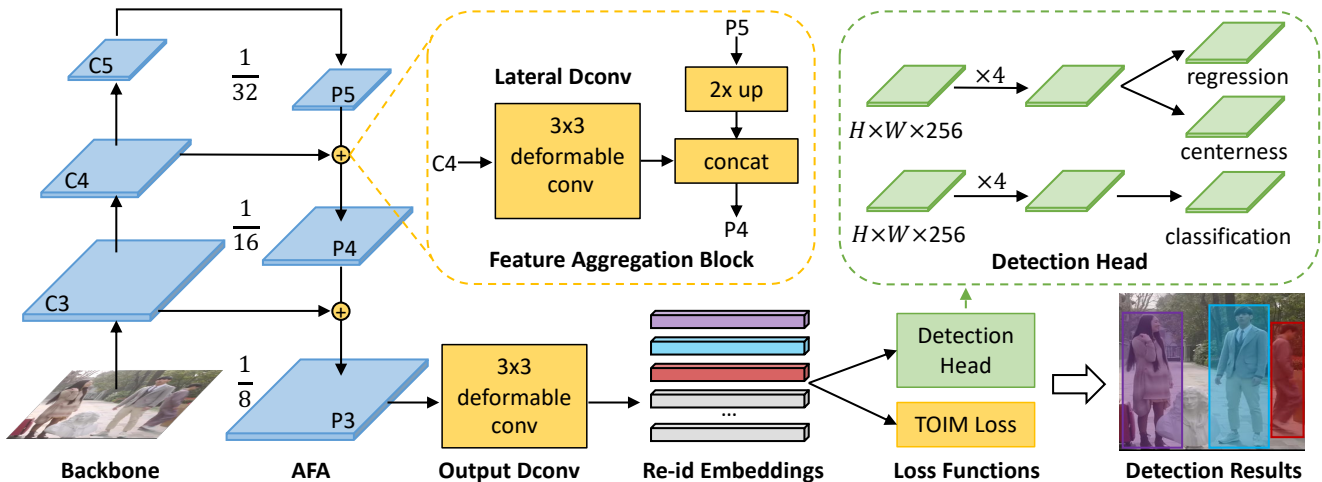 C5
C4
C3
Backbone
1
32
1
16
1
8
P5
P4
P3
AFA
Lateral Dconv
C4
3x3
deformable
conv
P5
2x up
concat
P4
Feature Aggregation Block
H×W×256
×4
regression
centerness
H×W×256
×4
classification
Detection Head
3x3
deformable
conv
Output Dconv
...
Re-id Embeddings
Detection
Head
TOIM Loss
Loss Functions
Detection Results